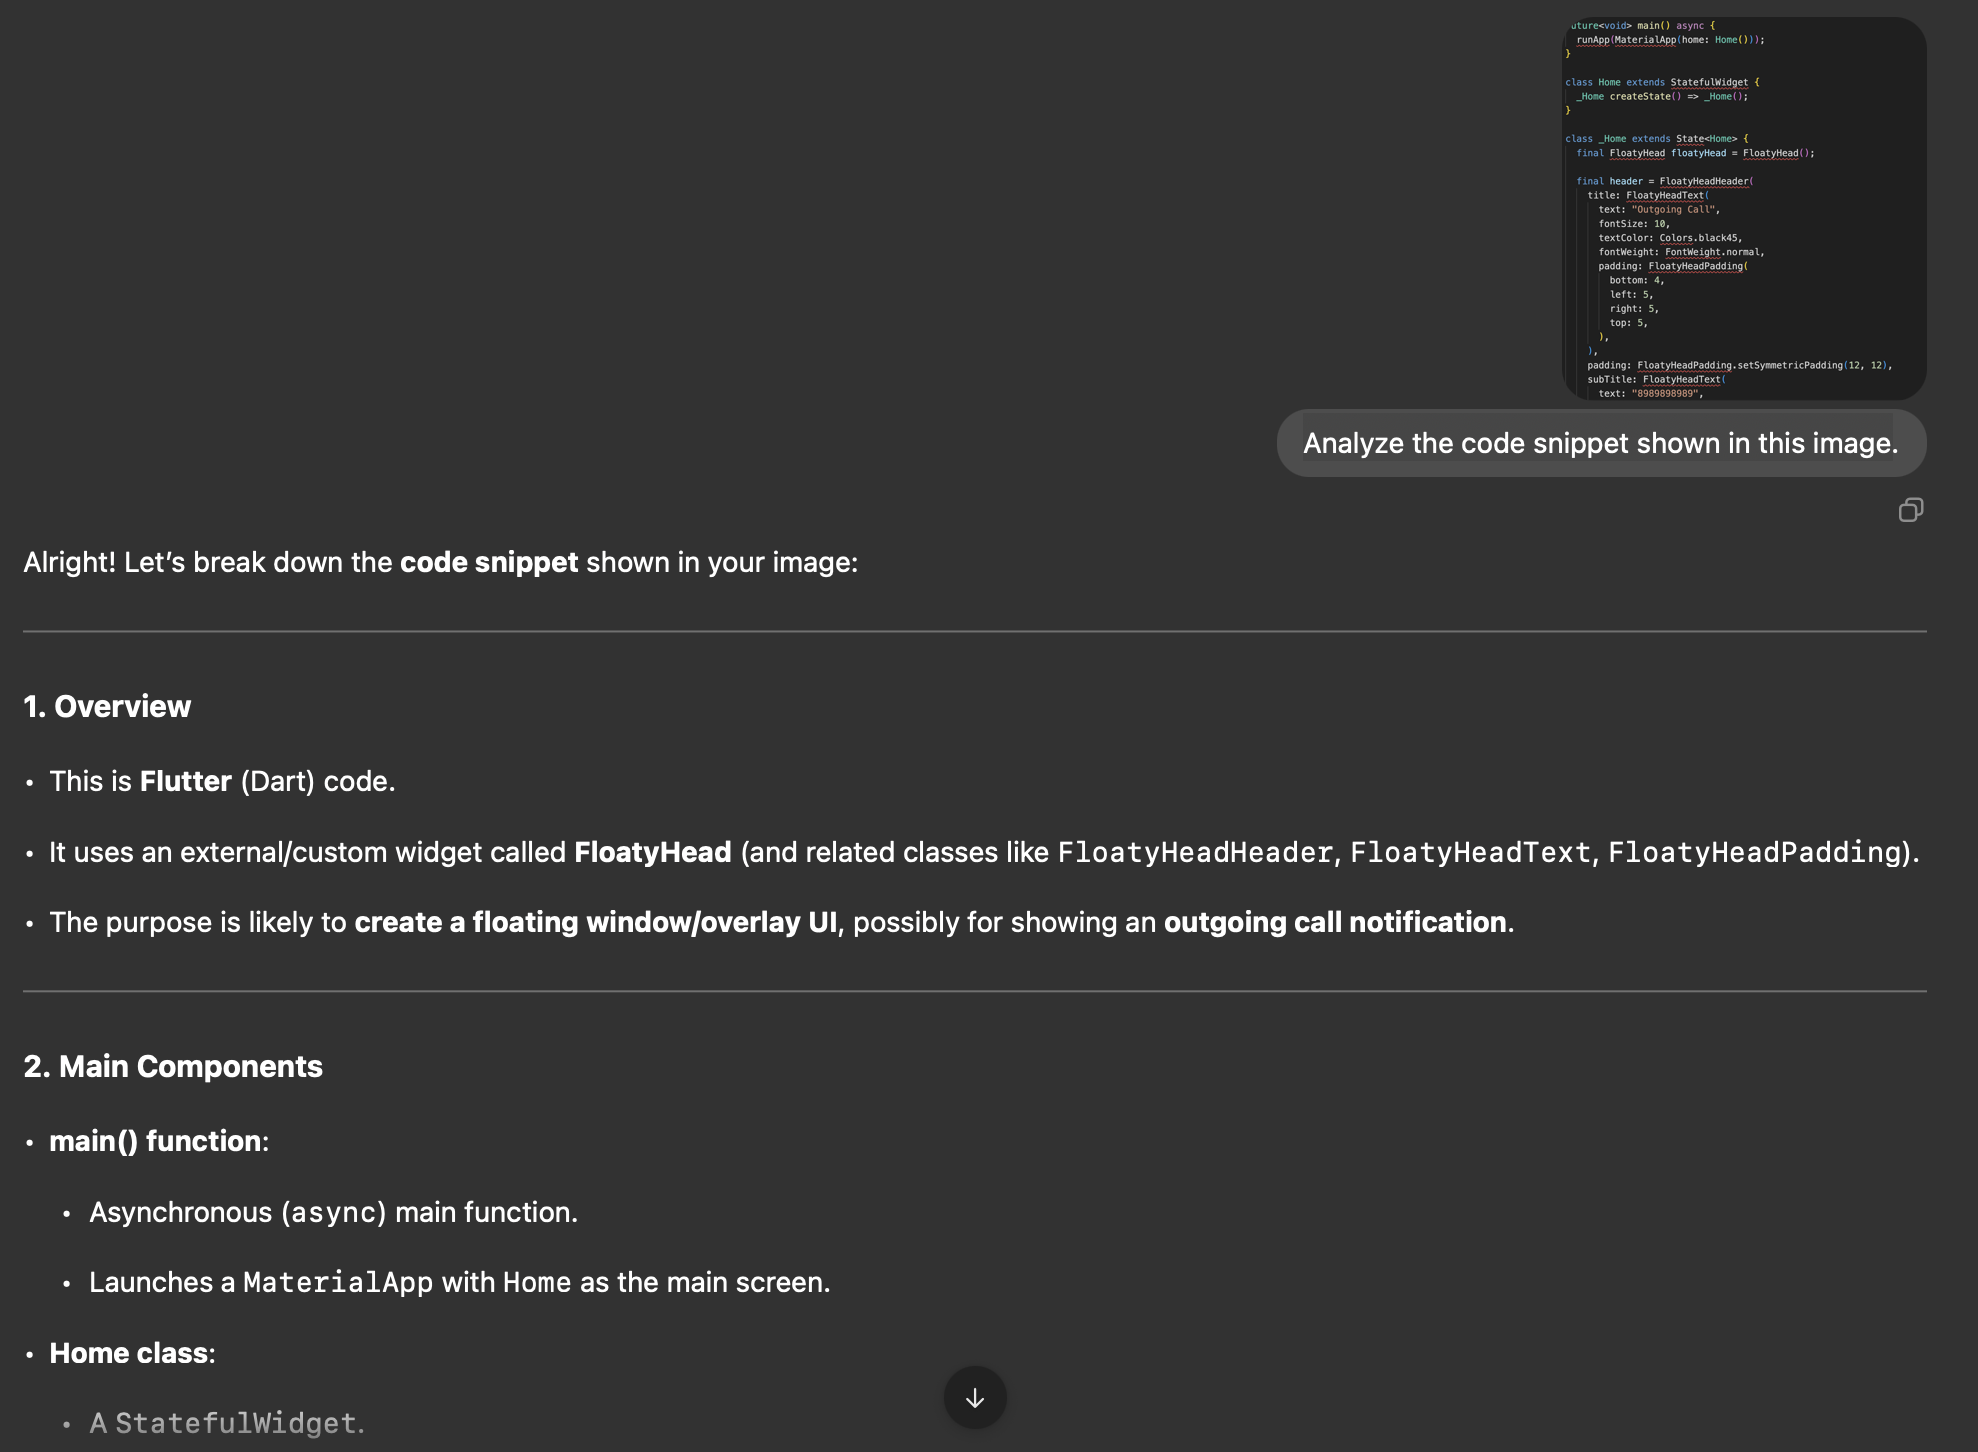 uture<void> main() async {
runApp(MaterialApp(home: Home()));
}
class Home extends StatefulWidget {
_Home createState() => _Home();
}
class _Home extends State<Home> {
final FloatyHead floatyHead = FloatyHead();
final header = FloatyHeadHeader(
title: FloatyHeadText(
text: "Outgoing Call",
fontSize: 10,
textColor: Colors.black45,
fontWeight: FontWeight.normal,
padding: FloatyHeadPadding(
bottom: 4,
left: 5,
right: 5,
top: 5,
),
),
padding: FloatyHeadPadding.setSymmetricPadding(12, 12),
subTitle: FloatyHeadText(
text: "8989898989",
Analyze the code snippet shown in this image.
Alright! Let’s break down the code snippet shown in your image:
1. Overview
• This is Flutter (Dart) code.
• It uses an external/custom widget called FloatyHead (and related classes like FloatyHeadHeader, FloatyHeadText, FloatyHeadPadding).
• The purpose is likely to create a floating window/overlay UI, possibly for showing an outgoing call notification.
2. Main Components
• main() function:
• Asynchronous (async) main function.
• Launches a MaterialApp with Home as the main screen.
• Home class:
• A StatefulWidget.